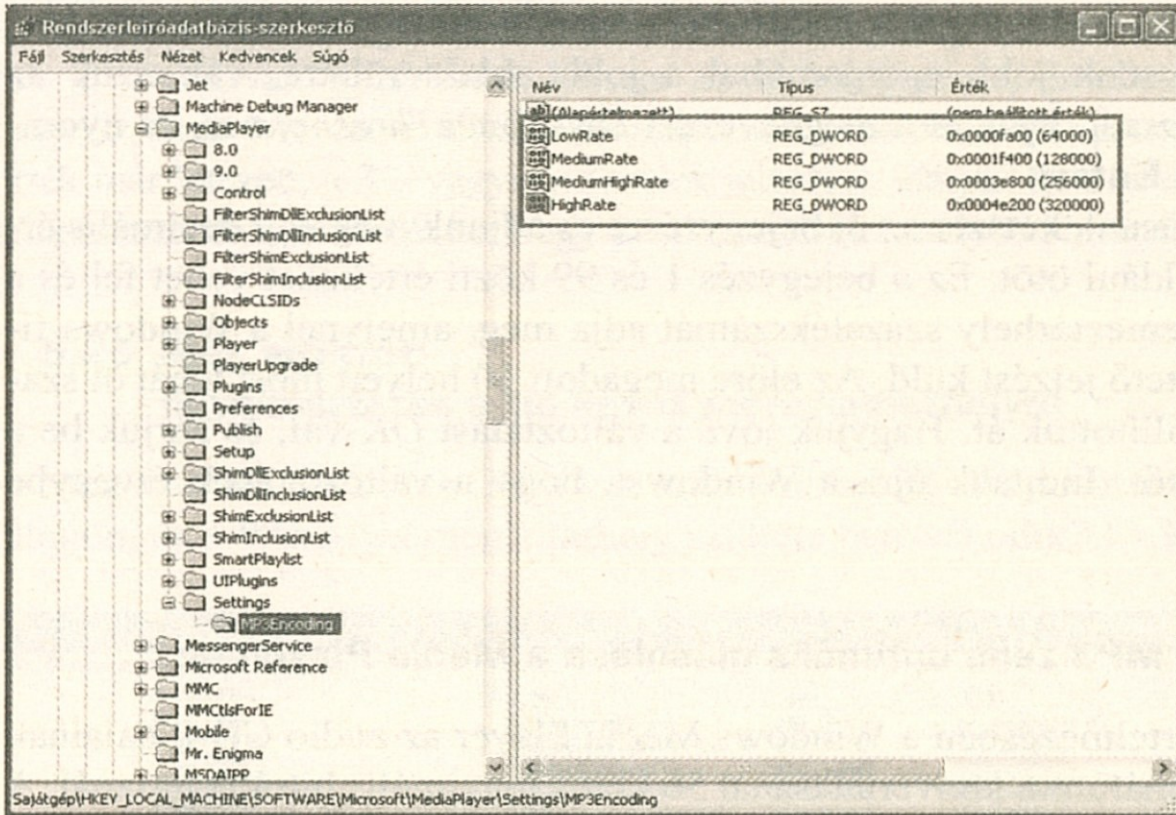 Rendszerleíróadatbázis-szerkesztő
Fájl Szerkesztés Nézet Kedvencek Súgó
Jet
Machine Debug Manager
MediaPlayer
8.0
9.0
Control
FilterShimDllExclusionList
FilterShimDllInclusionList
FilterShimExclusionList
FilterShimInclusionList
NodeCLSIDs
Objects
Player
PlayerUpgrade
Plugins
Preferences
Publish
Setup
ShimDllExclusionList
ShimDllInclusionList
ShimExclusionList
ShimInclusionList
SmartPlaylist
UIPlugins
Settings
MP3Encoding
MessengerService
Microsoft Reference
MMC
MMCtlsForIE
Mobile
Mr. Enigma
MSDAIPP
Név Típus Érték
(Alapértelmezett) REG_SZ (nem beállított érték)
LowRate REG_DWORD 0x0000fa00 (64000)
MediumRate REG_DWORD 0x0001f400 (128000)
MediumHighRate REG_DWORD 0x0003e800 (256000)
HighRate REG_DWORD 0x0004e200 (320000)
Sajátgép\HKEY_LOCAL_MACHINE\SOFTWARE\Microsoft\MediaPlayer\Settings\MP3Encoding